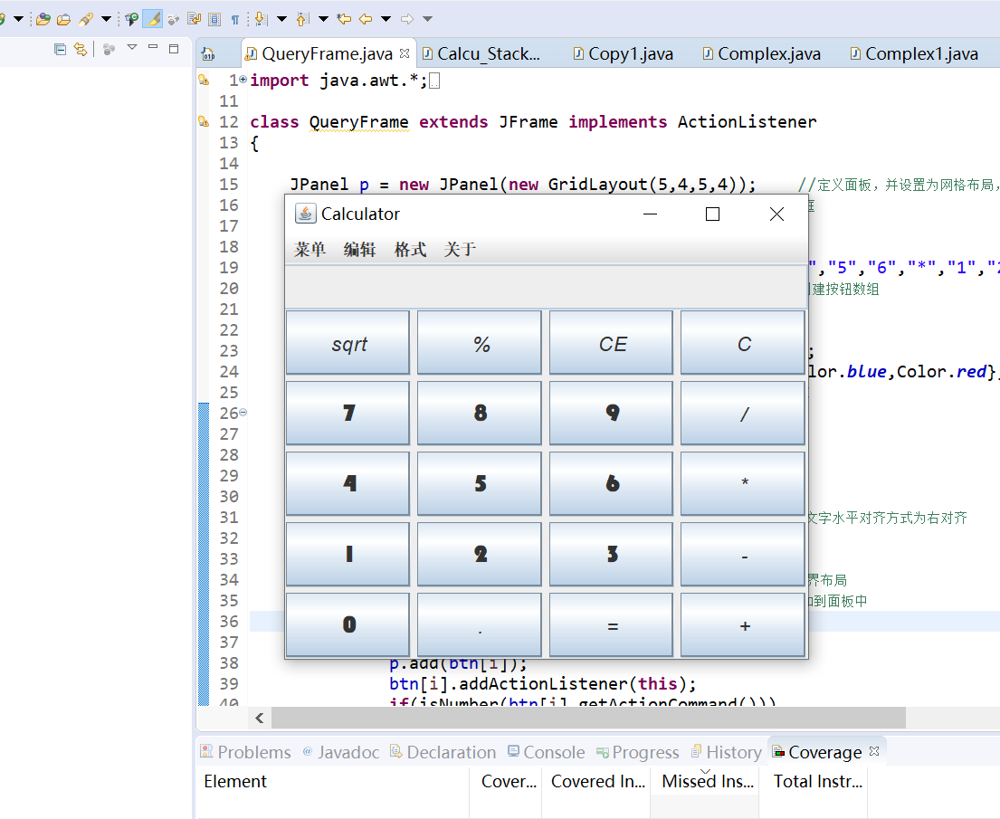 QueryFrame.java Calcu_Stack... Copy1.java Complex.java Complex1.java
1 import java.awt.*;
11
12 class QueryFrame extends JFrame implements ActionListener
13 {
14
15 JPanel p = new JPanel(new GridLayout(5,4,5,4)); //定义面板，并设置为网格布局，
16
17
18
19 ","5","6","*","1","2
20 建按钮数组
21
22
23 ;
24 lor.blue,Color.red},
25
26
27
28
29
30
31 文字水平对齐方式为右对齐
32
33
34 界布局
35 到面板中
36
37
38 p.add(btn[i]);
39 btn[i].addActionListener(this);
40 if(isNumber(btn[i].getActionCommand()))
Calculator
菜单 编辑 格式 关于
sqrt % CE C
7 8 9 /
4 5 6 *
1 2 3 -
0 . = +
Problems @ Javadoc Declaration Console Progress History Coverage
Element Cover... Covered In... Missed Ins... Total Instr...